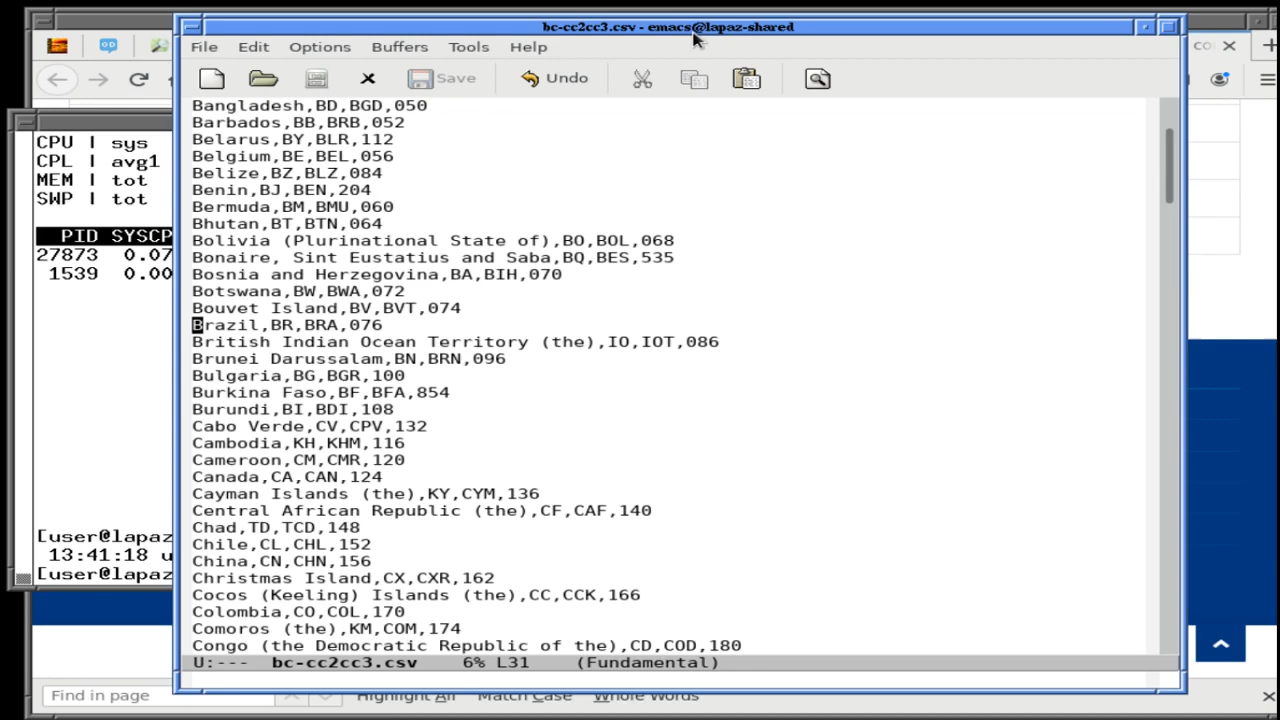 bc-cc2cc3.csv - emacs@lapaz-shared
File Edit Options Buffers Tools Help
Save Undo
Bangladesh,BD,BGD,050
Barbados,BB,BRB,052
Belarus,BY,BLR,112
Belgium,BE,BEL,056
Belize,BZ,BLZ,084
Benin,BJ,BEN,204
Bermuda,BM,BMU,060
Bhutan,BT,BTN,064
Bolivia (Plurinational State of),BO,BOL,068
Bonaire, Sint Eustatius and Saba,BQ,BES,535
Bosnia and Herzegovina,BA,BIH,070
Botswana,BW,BWA,072
Bouvet Island,BV,BVT,074
Brazil,BR,BRA,076
British Indian Ocean Territory (the),IO,IOT,086
Brunei Darussalam,BN,BRN,096
Bulgaria,BG,BGR,100
Burkina Faso,BF,BFA,854
Burundi,BI,BDI,108
Cabo Verde,CV,CPV,132
Cambodia,KH,KHM,116
Cameroon,CM,CMR,120
Canada,CA,CAN,124
Cayman Islands (the),KY,CYM,136
Central African Republic (the),CF,CAF,140
Chad,TD,TCD,148
Chile,CL,CHL,152
China,CN,CHN,156
Christmas Island,CX,CXR,162
Cocos (Keeling) Islands (the),CC,CCK,166
Colombia,CO,COL,170
Comoros (the),KM,COM,174
Congo (the Democratic Republic of the),CD,COD,180
U:--- bc-cc2cc3.csv 6% L31 (Fundamental)
CPU | sys
CPL | avg1
MEM | tot
SWP | tot
PID SYSCP
27873 0.07
1539 0.00
[user@lapaz
13:41:18 u
[user@lapaz
Find in page Highlight All Match Case Whole Words